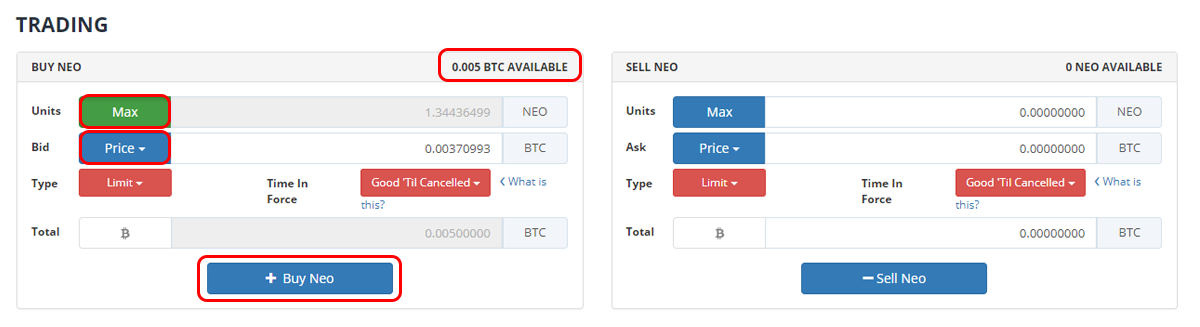 TRADING
BUY NEO 0.005 BTC AVAILABLE
Units Max 1.34436499 NEO
Bid Price 0.00370993 BTC
Type Limit Time In Force Good 'Til Cancelled What is this?
Total 0.00500000 BTC
+ Buy Neo
SELL NEO 0 NEO AVAILABLE
Units Max 0.00000000 NEO
Ask Price 0.00000000 BTC
Type Limit Time In Force Good 'Til Cancelled What is this?
Total 0.00000000 BTC
− Sell Neo